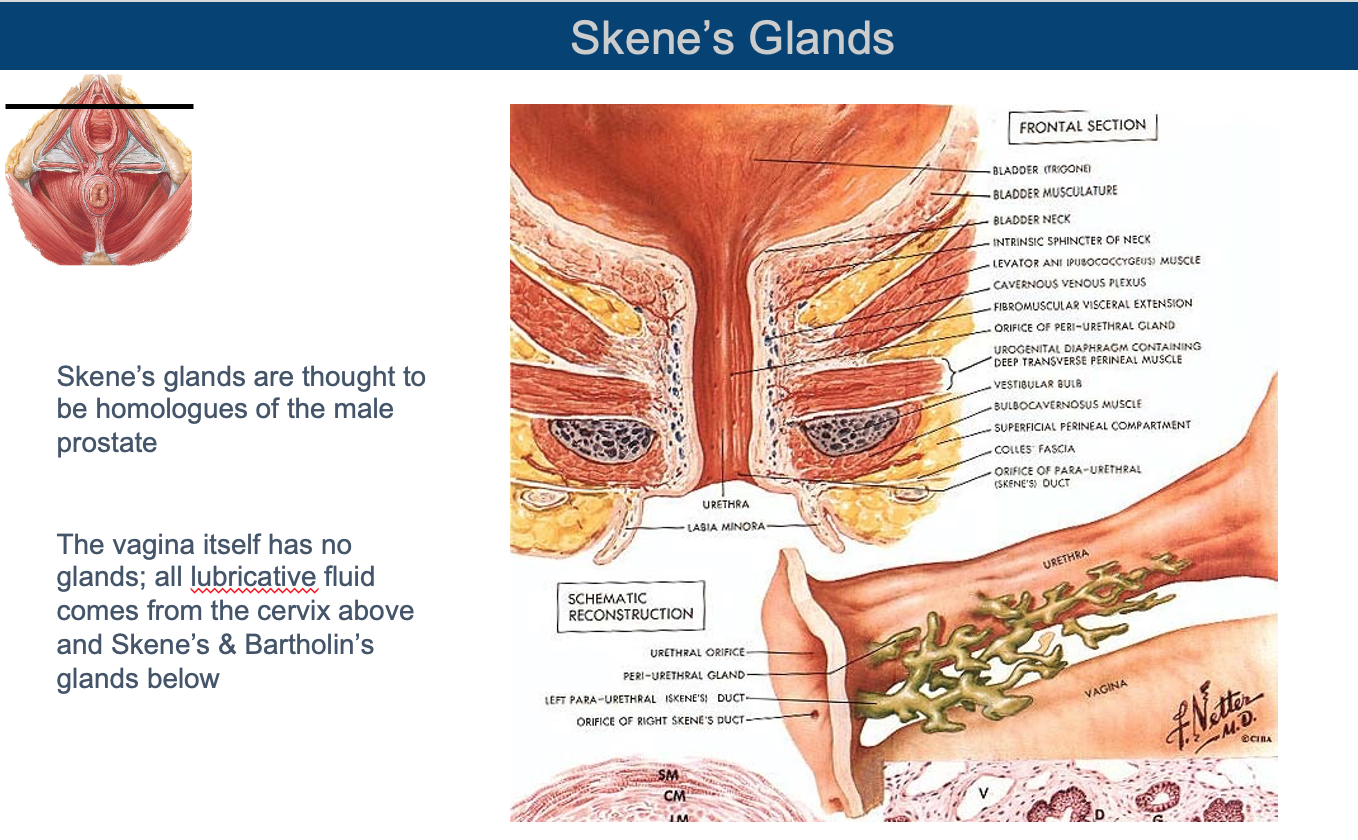 Skene’s Glands
Skene’s glands are thought to
be homologues of the male
prostate
The vagina itself has no
glands; all lubricative fluid
comes from the cervix above
and Skene’s & Bartholin’s
glands below
FRONTAL SECTION
BLADDER (TRIGONE)
BLADDER MUSCULATURE
BLADDER NECK
INTRINSIC SPHINCTER OF NECK
LEVATOR ANI (PUBOCOCCYGEUS) MUSCLE
CAVERNOUS VENOUS PLEXUS
FIBROMUSCULAR VISCERAL EXTENSION
ORIFICE OF PERI-URETHRAL GLAND
UROGENITAL DIAPHRAGM CONTAINING
DEEP TRANSVERSE PERINEAL MUSCLE
VESTIBULAR BULB
BULBOCAVERNOSUS MUSCLE
SUPERFICIAL PERINEAL COMPARTMENT
COLLES' FASCIA
ORIFICE OF PARA-URETHRAL
(SKENE'S) DUCT
URETHRA
LABIA MINORA
SCHEMATIC
RECONSTRUCTION
URETHRA
URETHRAL ORIFICE
PERI-URETHRAL GLAND
LEFT PARA-URETHRAL (SKENE'S) DUCT
ORIFICE OF RIGHT SKENE'S DUCT
VAGINA
F. Netter
M.D.
©CIBA
SM
CM
LM
V
D
G